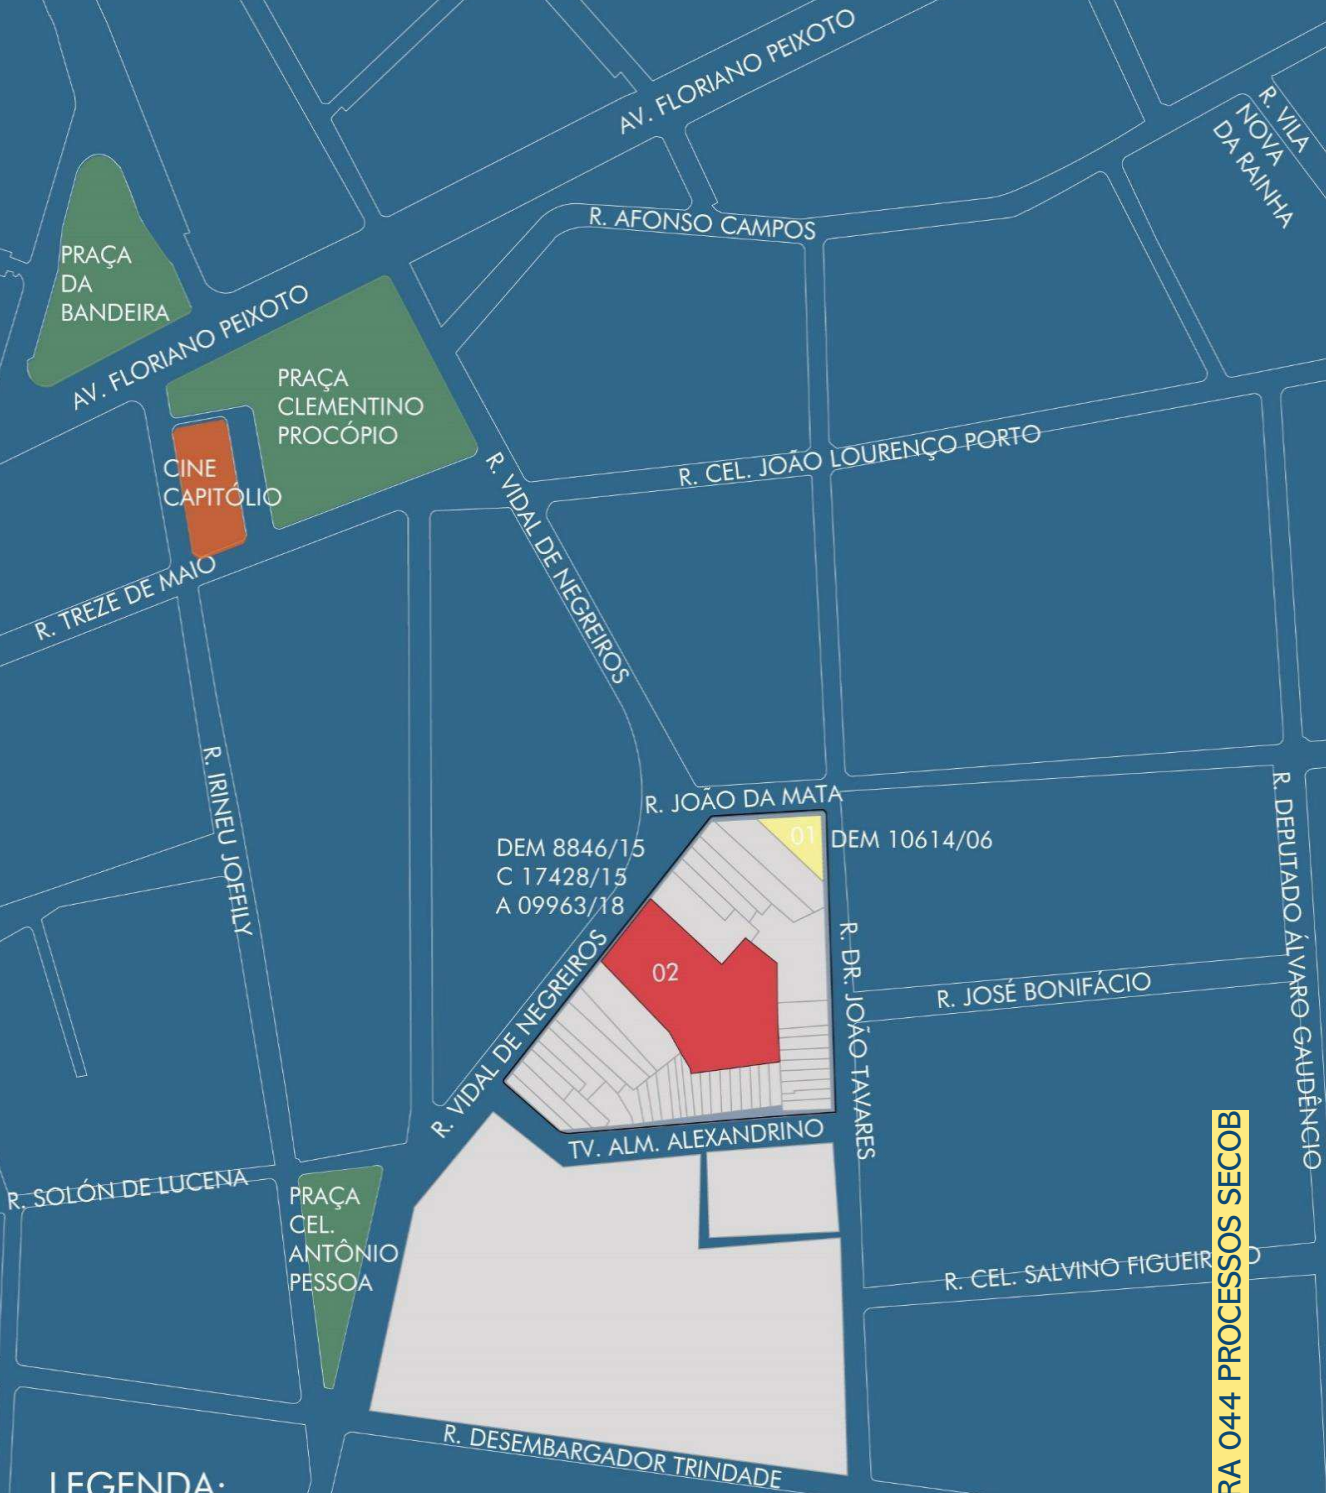 AV. FLORIANO PEIXOTO
R. VILA
NOVA
DA RAINHA
R. AFONSO CAMPOS
PRAÇA
DA
BANDEIRA
AV. FLORIANO PEIXOTO
PRAÇA
CLEMENTINO
PROCÓPIO
CINE
CAPITÓLIO
R. CEL. JOÃO LOURENÇO PORTO
R. VIDAL DE NEGREIROS
R. TREZE DE MAIO
R. IRINEU JOFFILY
R. JOÃO DA MATA
DEM 8846/15
C 17428/15
A 09963/18
01
DEM 10614/06
02
R. DEPUTADO ÁLVARO GAUDÊNCIO
R. VIDAL DE NEGREIROS
R. DR. JOÃO TAVARES
R. JOSÉ BONIFÁCIO
TV. ALM. ALEXANDRINO
R. SOLÓN DE LUCENA
PRAÇA
CEL.
ANTÔNIO
PESSOA
R. CEL. SALVINO FIGUEIR O
RA 044 PROCESSOS SECOB
R. DESEMBARGADOR TRINDADE
LEGENDA: